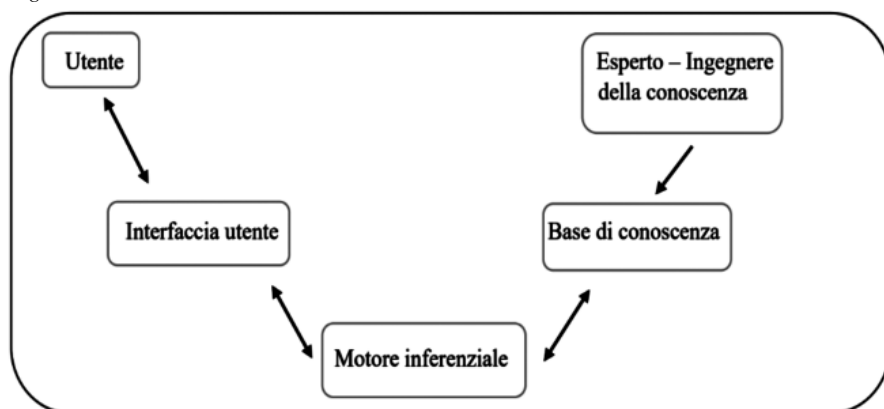 Utente
Esperto – Ingegnere
della conoscenza
Interfaccia utente
Base di conoscenza
Motore inferenziale